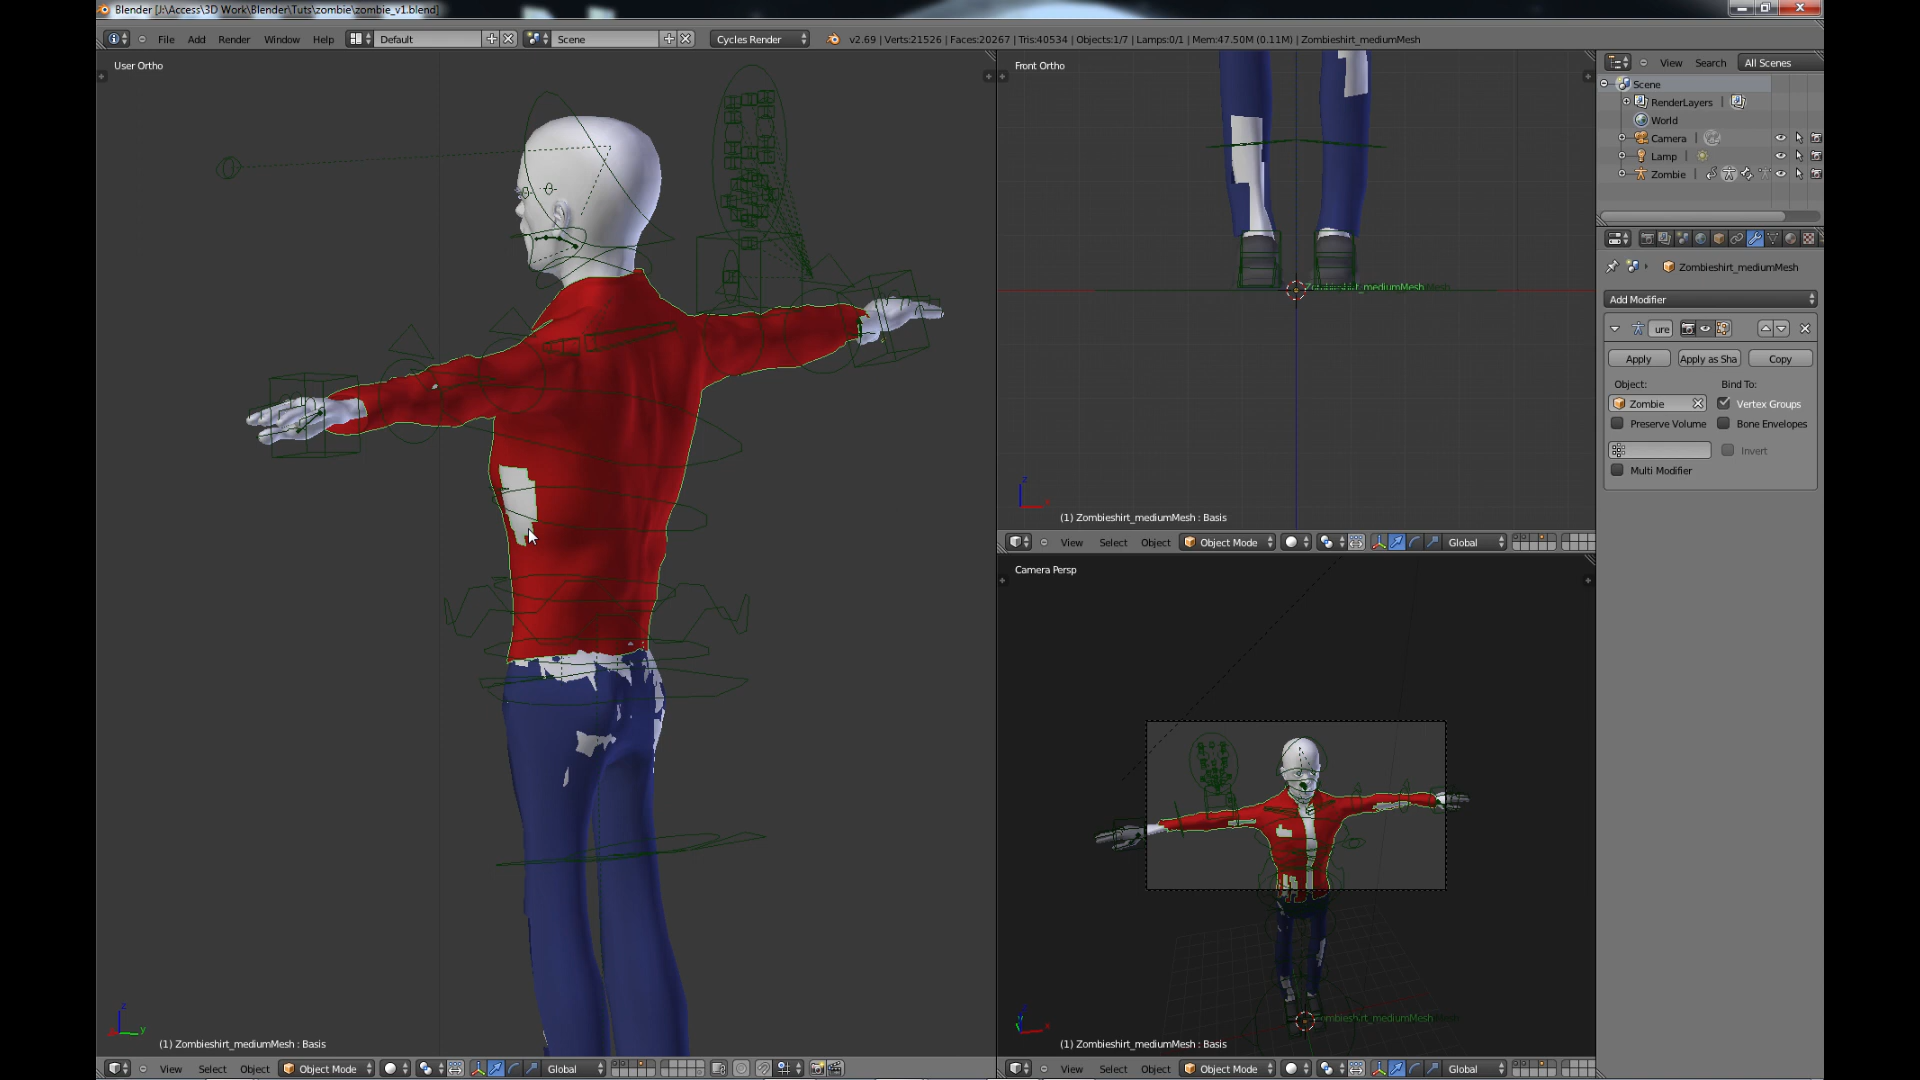 Blender [J:\Access\3D Work\Blender\Tuts\zombie\zombie_v1.blend]
File Add Render Window Help Default Scene Cycles Render v2.69 | Verts:21526 | Faces:20267 | Tris:40534 | Objects:1/7 | Lamps:0/1 | Mem:47.50M (0.11M) | Zombieshirt_mediumMesh
User Ortho
Front Ortho
View Search All Scenes
Scene
RenderLayers
World
Camera
Lamp
Zombie
Zombieshirt_mediumMesh
Add Modifier
ure
Apply Apply as Sha Copy
Object: Bind To:
Zombie Vertex Groups
Preserve Volume Bone Envelopes
Invert
Multi Modifier
(1) Zombieshirt_mediumMesh : Basis
View Select Object Object Mode Global
Camera Persp
(1) Zombieshirt_mediumMesh : Basis
(1) Zombieshirt_mediumMesh : Basis
View Select Object Object Mode Global
View Select Object Object Mode Global